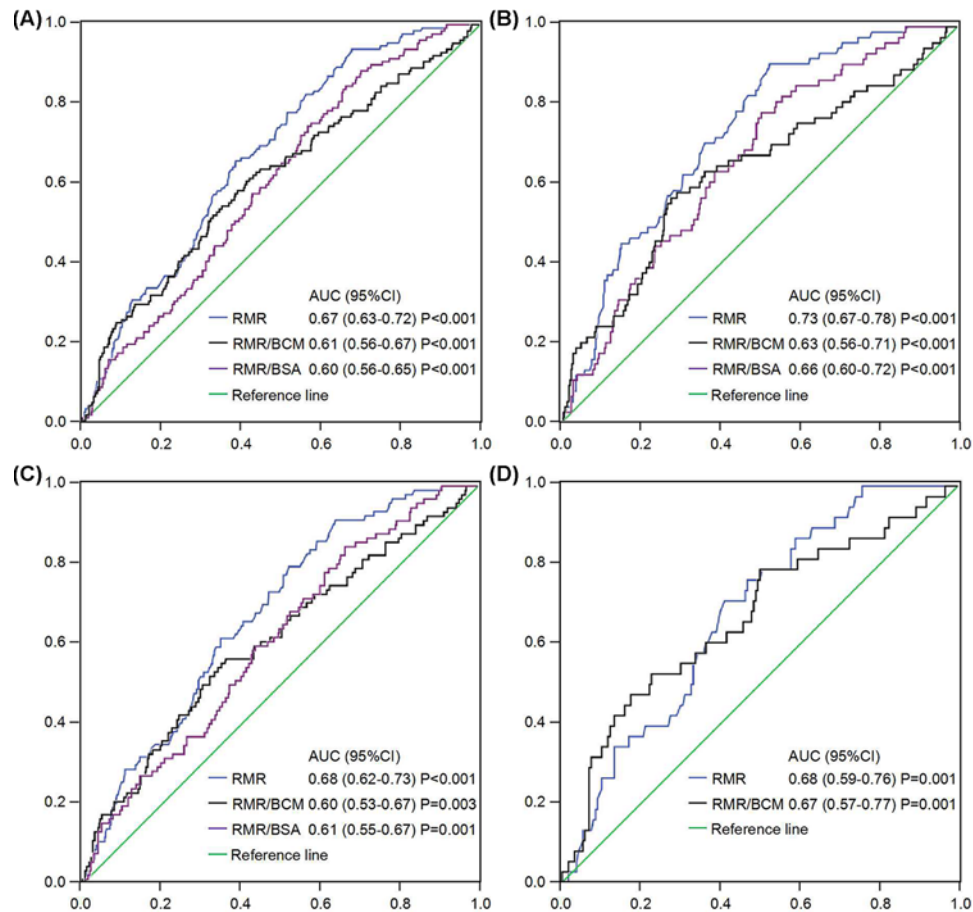 (A)
1.0
0.8
0.6
0.4
0.2
0.0
AUC (95%CI)
RMR 0.67 (0.63-0.72) P<0.001
RMR/BCM 0.61 (0.56-0.67) P<0.001
RMR/BSA 0.60 (0.56-0.65) P<0.001
Reference line
0.0 0.2 0.4 0.6 0.8 1.0
(B)
1.0
0.8
0.6
0.4
0.2
0.0
AUC (95%CI)
RMR 0.73 (0.67-0.78) P<0.001
RMR/BCM 0.63 (0.56-0.71) P<0.001
RMR/BSA 0.66 (0.60-0.72) P<0.001
Reference line
0.0 0.2 0.4 0.6 0.8 1.0
(C)
1.0
0.8
0.6
0.4
0.2
0.0
AUC (95%CI)
RMR 0.68 (0.62-0.73) P<0.001
RMR/BCM 0.60 (0.53-0.67) P=0.003
RMR/BSA 0.61 (0.55-0.67) P=0.001
Reference line
0.0 0.2 0.4 0.6 0.8 1.0
(D)
1.0
0.8
0.6
0.4
0.2
0.0
AUC (95%CI)
RMR 0.68 (0.59-0.76) P=0.001
RMR/BCM 0.67 (0.57-0.77) P=0.001
Reference line
0.0 0.2 0.4 0.6 0.8 1.0